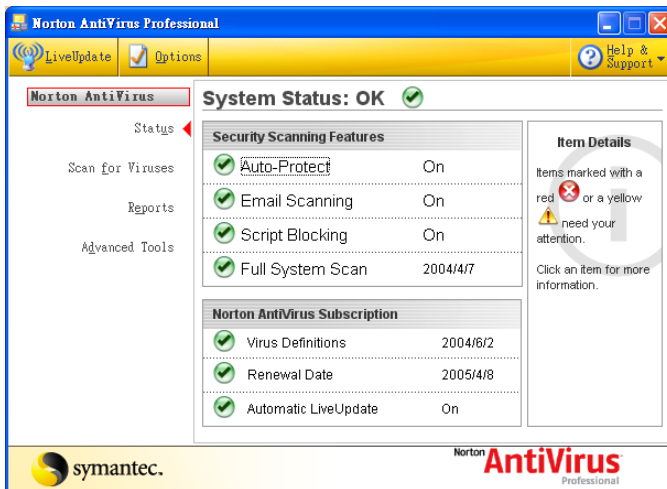 Norton AntiVirus Professional
LiveUpdate
Options
Help &
Support
Norton AntiVirus
Status
Scan for Viruses
Reports
Advanced Tools
System Status: OK
Security Scanning Features
Auto-Protect On
Email Scanning On
Script Blocking On
Full System Scan 2004/4/7
Norton AntiVirus Subscription
Virus Definitions 2004/6/2
Renewal Date 2005/4/8
Automatic LiveUpdate On
Item Details
Items marked with a
red or a yellow
need your
attention.
Click an item for more
information.
symantec.
Norton AntiVirus
Professional